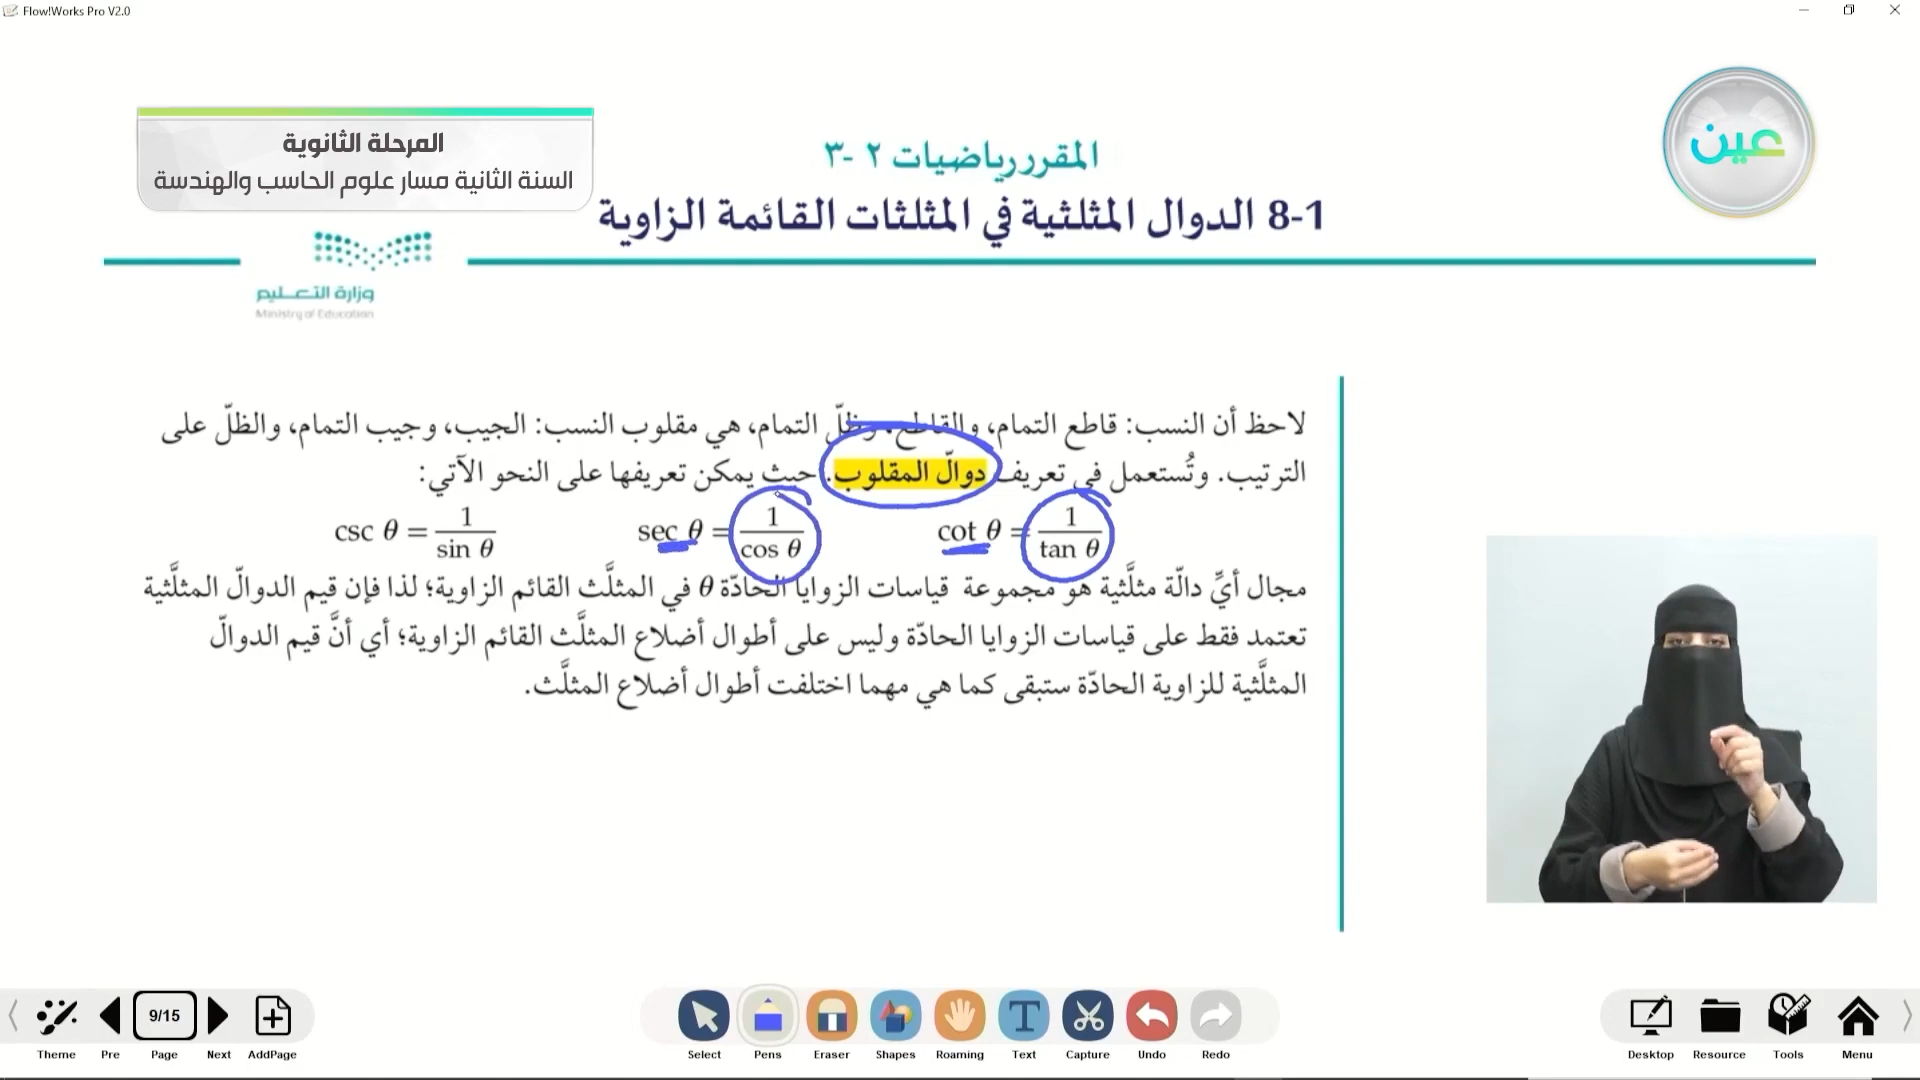 Flow!Works Pro V2.0
المرحلة الثانوية
السنة الثانية مسار علوم الحاسب والهندسة
المقرر رياضيات ٢ -٣
8-1 الدوال المثلثية في المثلثات القائمة الزاوية
عين
وزارة التعليم
Ministry of Education
لاحظ أن النسب: قاطع التمام، والقاطع، وظلّ التمام، هي مقلوب النسب: الجيب، وجيب التمام، والظلّ على
الترتيب. وتُستعمل في تعريف دوالّ المقلوب. حيث يمكن تعريفها على النحو الآتي:
csc θ = 1/sin θ sec θ = 1/cos θ cot θ = 1/tan θ
مجال أيِّ دالّة مثلَّثية هو مجموعة قياسات الزوايا الحادّة θ في المثلَّث القائم الزاوية؛ لذا فإن قيم الدوالّ المثلَّثية
تعتمد فقط على قياسات الزوايا الحادّة وليس على أطوال أضلاع المثلَّث القائم الزاوية؛ أي أنَّ قيم الدوالّ
المثلَّثية للزاوية الحادّة ستبقى كما هي مهما اختلفت أطوال أضلاع المثلَّث.
9/15
Theme Pre Page Next AddPage Select Pens Eraser Shapes Roaming Text Capture Undo Redo Desktop Resource Tools Menu